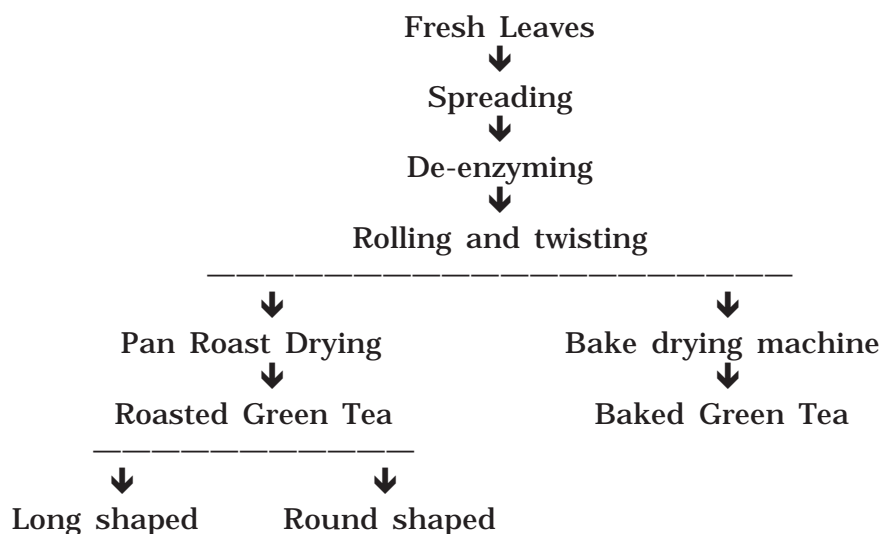 Fresh Leaves
Spreading
De-enzyming
Rolling and twisting
Pan Roast Drying Bake drying machine
Roasted Green Tea Baked Green Tea
Long shaped Round shaped